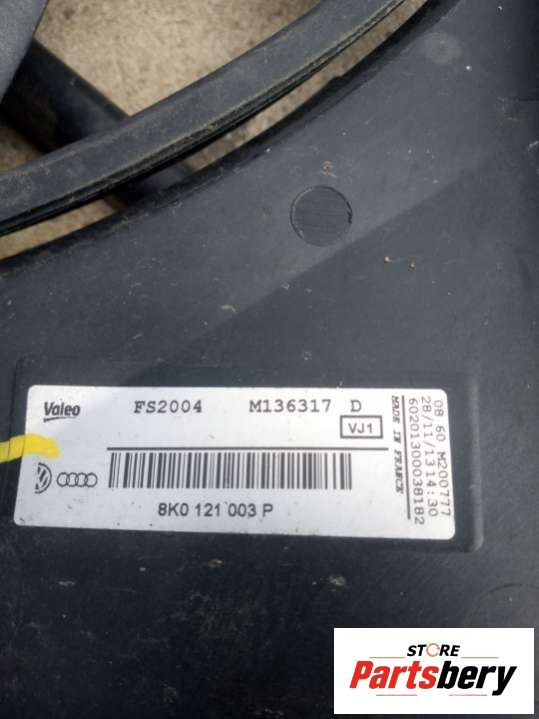 Valeo FS2004 M136317 D
VJ1
8K0 121 003 P
MADE IN FRANCE
08 60 M200777
28/11/13 14:30
60201300038182
STORE
Partsbery